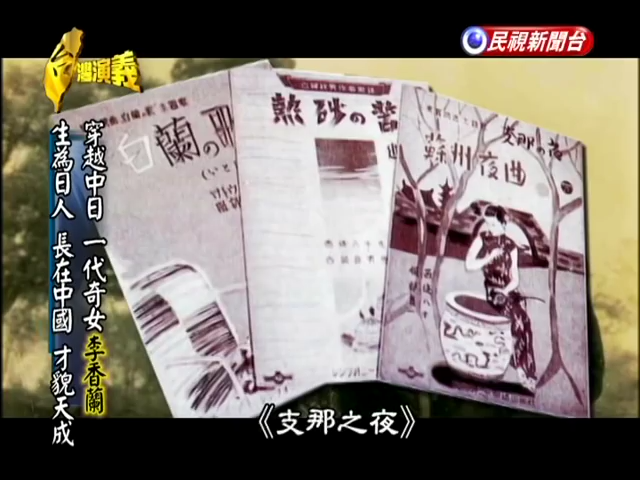 台灣演義
民視新聞台
穿越中日 一代奇女李香蘭
生為日人 長在中國 才貌天成
白蘭の
熱砂の誓
支那の夜
蘇州夜曲
《支那之夜》